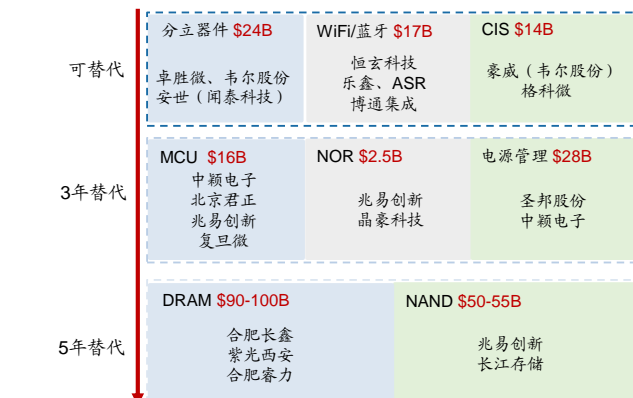 可替代
分立器件 $24B
卓胜微、韦尔股份
安世（闻泰科技）
WiFi/蓝牙 $17B
恒玄科技
乐鑫、ASR
博通集成
CIS $14B
豪威（韦尔股份）
格科微
3年替代
MCU $16B
中颖电子
北京君正
兆易创新
复旦微
NOR $2.5B
兆易创新
晶豪科技
电源管理 $28B
圣邦股份
中颖电子
5年替代
DRAM $90-100B
合肥长鑫
紫光西安
合肥睿力
NAND $50-55B
兆易创新
长江存储